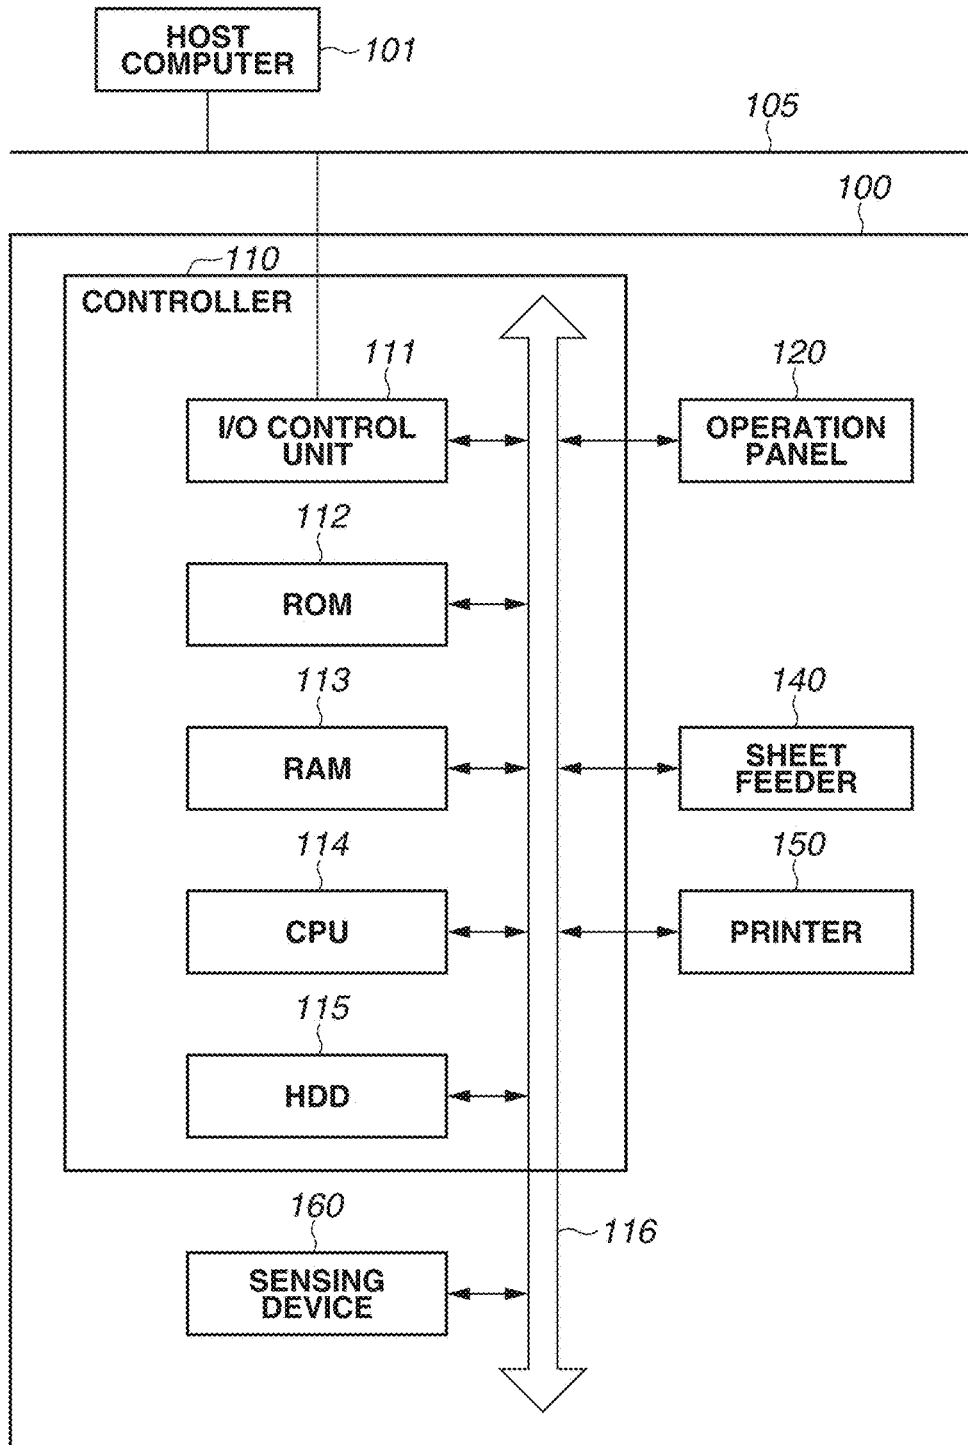 HOST
COMPUTER
101
105
100
110
CONTROLLER
111
I/O CONTROL
UNIT
120
OPERATION
PANEL
112
ROM
113
RAM
140
SHEET
FEEDER
114
CPU
150
PRINTER
115
HDD
160
SENSING
DEVICE
116